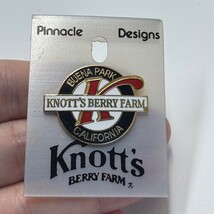 Pinnacle Designs
BUENA PARK
K
KNOTT'S BERRY FARM
CALIFORNIA
Knott's
BERRY FARM®